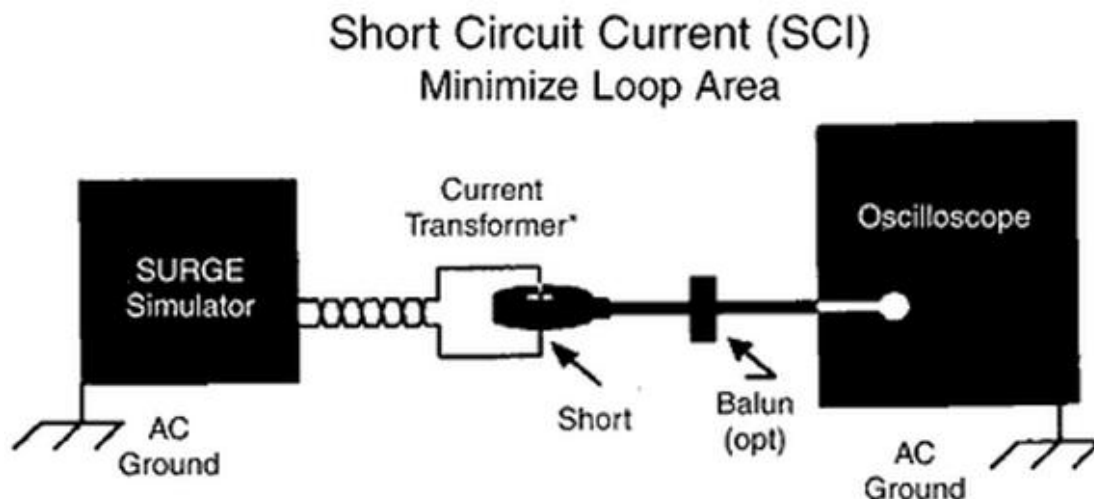 Short Circuit Current (SCI)
Minimize Loop Area
Current
Transformer*
Oscilloscope
SURGE
Simulator
Short
Balun
(opt)
AC
Ground
AC
Ground